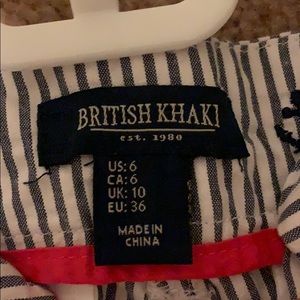 BRITISH KHAKI
est. 1980
US: 6
CA: 6
UK: 10
EU: 36
MADE IN
CHINA